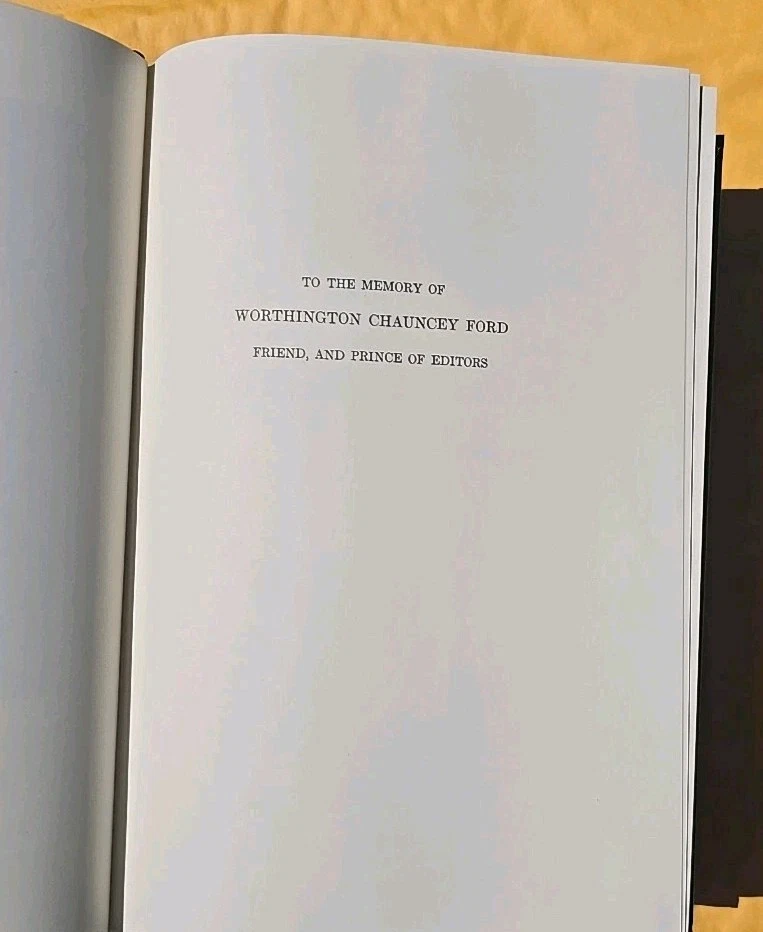 TO THE MEMORY OF
WORTHINGTON CHAUNCEY FORD
FRIEND, AND PRINCE OF EDITORS